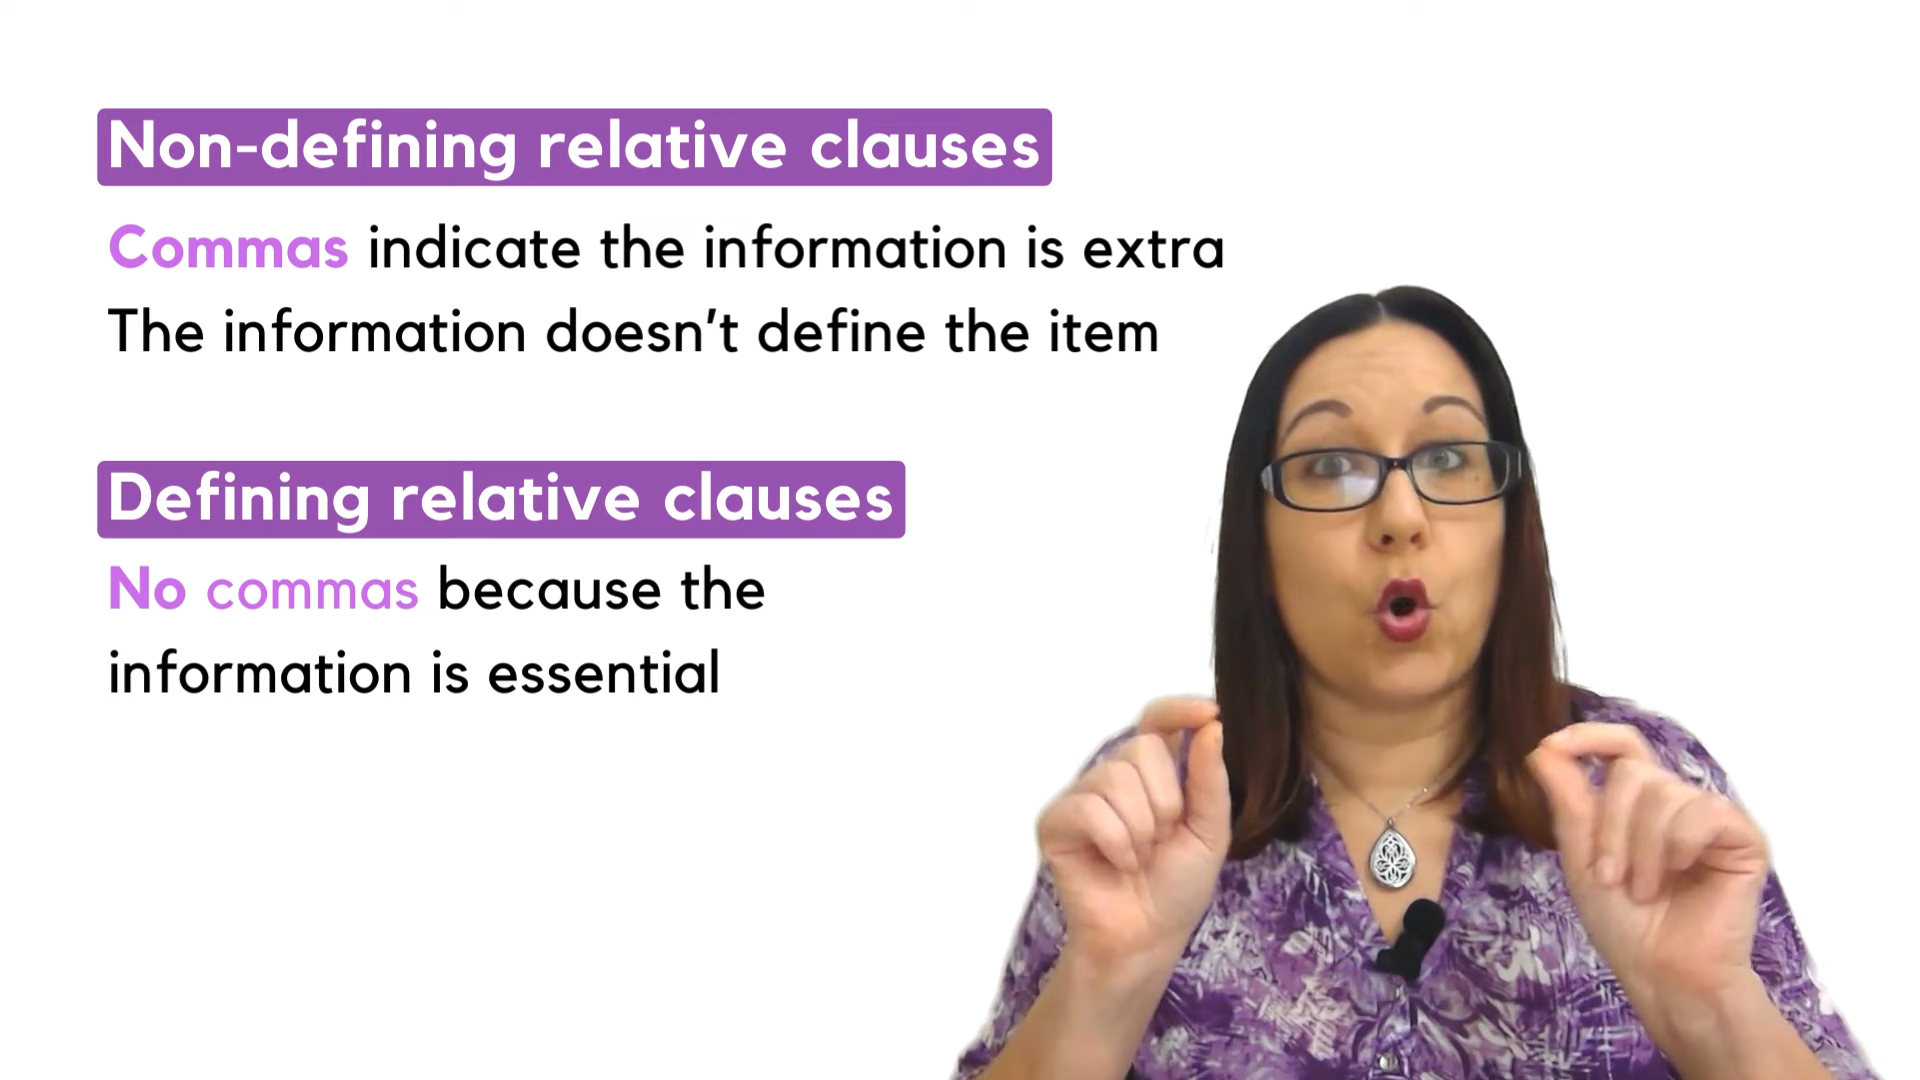 Non-defining relative clauses
Commas indicate the information is extra
The information doesn’t define the item
Defining relative clauses
No commas because the
information is essential